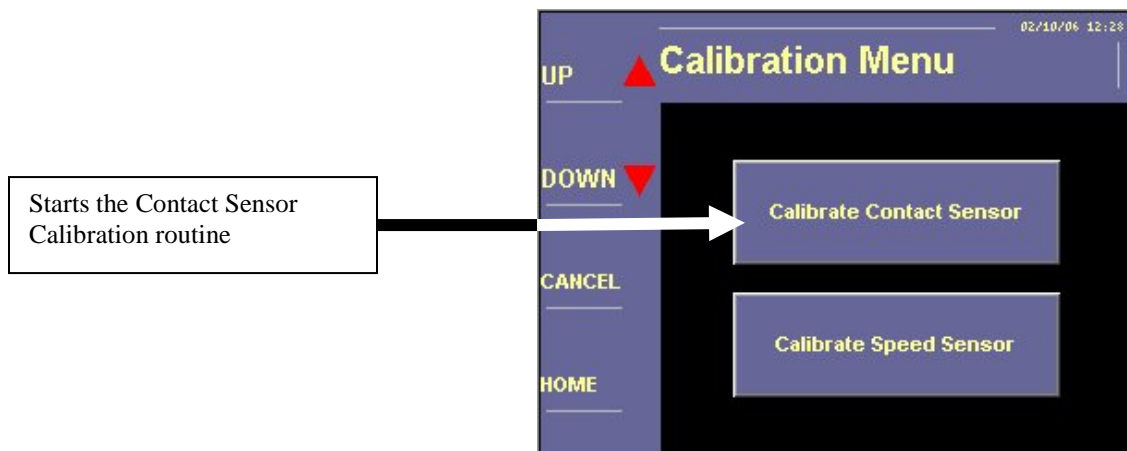 02/10/06 12:28
Calibration Menu
UP
DOWN
CANCEL
HOME
Starts the Contact Sensor
Calibration routine
Calibrate Contact Sensor
Calibrate Speed Sensor